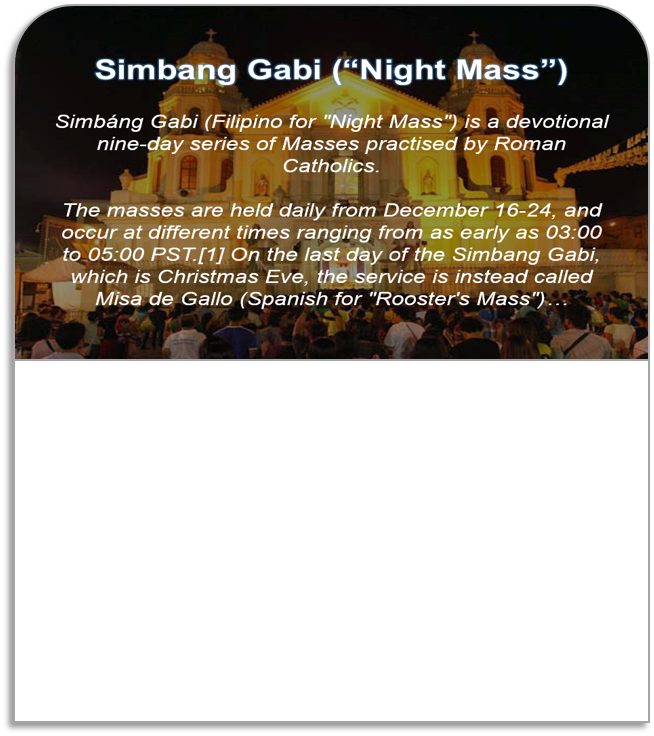 Simbang Gabi (“Night Mass”)
Simbáng Gabi (Filipino for "Night Mass") is a devotional
nine-day series of Masses practised by Roman
Catholics.
The masses are held daily from December 16-24, and
occur at different times ranging from as early as 03:00
to 05:00 PST.[1] On the last day of the Simbang Gabi,
which is Christmas Eve, the service is instead called
Misa de Gallo (Spanish for "Rooster's Mass")…